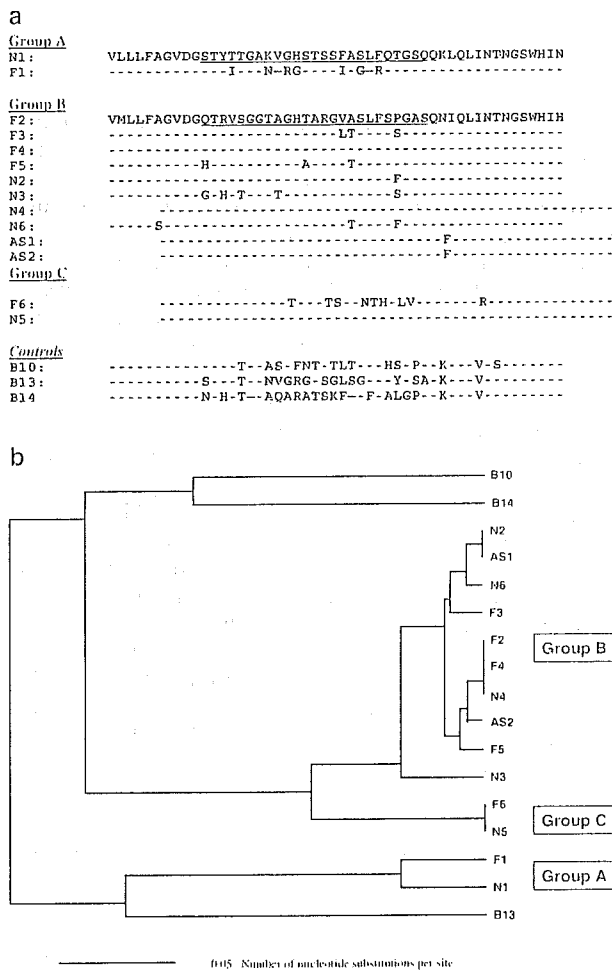 a
Group A
N1: VLLLFAGVDGSTYTTGAKVGHSTSSFASLFQTGSQQKLQLINTNGSWHIN
F1: -------------I---N-RG----I-G-R--------------------
Group B
F2: VMLLFAGVDGQTRVSGGTAGHTARGVASLFSPGASQNIQLINTNGSWHIH
F3: -------------------------LT----S------------------
F4: --------------------------------------------------
F5: ----------H----------A----T-----------------------
N2: -------------------------------F------------------
N3: ----------G-H-T---T------------S------------------
N4: --------------------------------------------------
N6: -----S--------------------T----F------------------
AS1: ------------------------------F------------------
AS2: ------------------------------F------------------
Group C
F6: --------------T---TS--NTH-LV-------R--------------
N5: --------------------------------------------------
Controls
B10: --------------T--AS-FNT-TLT---HS-P--K---V-S------
B13: ----------S---T--NVGRG-SGLSG---Y-SA-K---V--------
B14 ----------N-H-T--AQARATSKF--F-ALGP--K---V--------
b
B10
B14
N2
AS1
N6
F3
F2
Group B
F4
N4
AS2
F5
N3
F6
Group C
N5
F1
Group A
N1
B13
0.05 Number of nucleotide substitutions per site